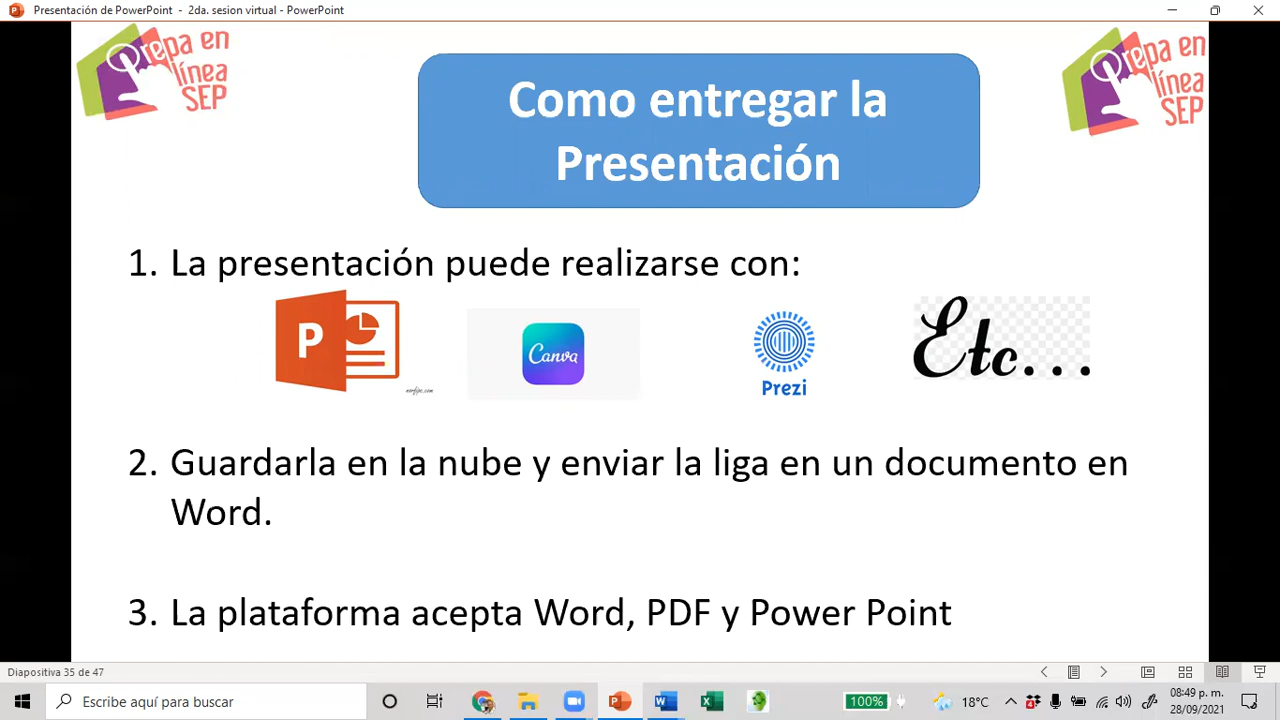 Presentación de PowerPoint - 2da. sesion virtual - PowerPoint
Prepa en
línea
SEP
Prepa en
línea
SEP
Como entregar la
Presentación
1. La presentación puede realizarse con:
P
norfipc.com
Canva
Prezi
Etc...
2. Guardarla en la nube y enviar la liga en un documento en
Word.
3. La plataforma acepta Word, PDF y Power Point
Diapositiva 35 de 47
Escribe aquí para buscar
100%
18°C
08:49 p. m.
28/09/2021